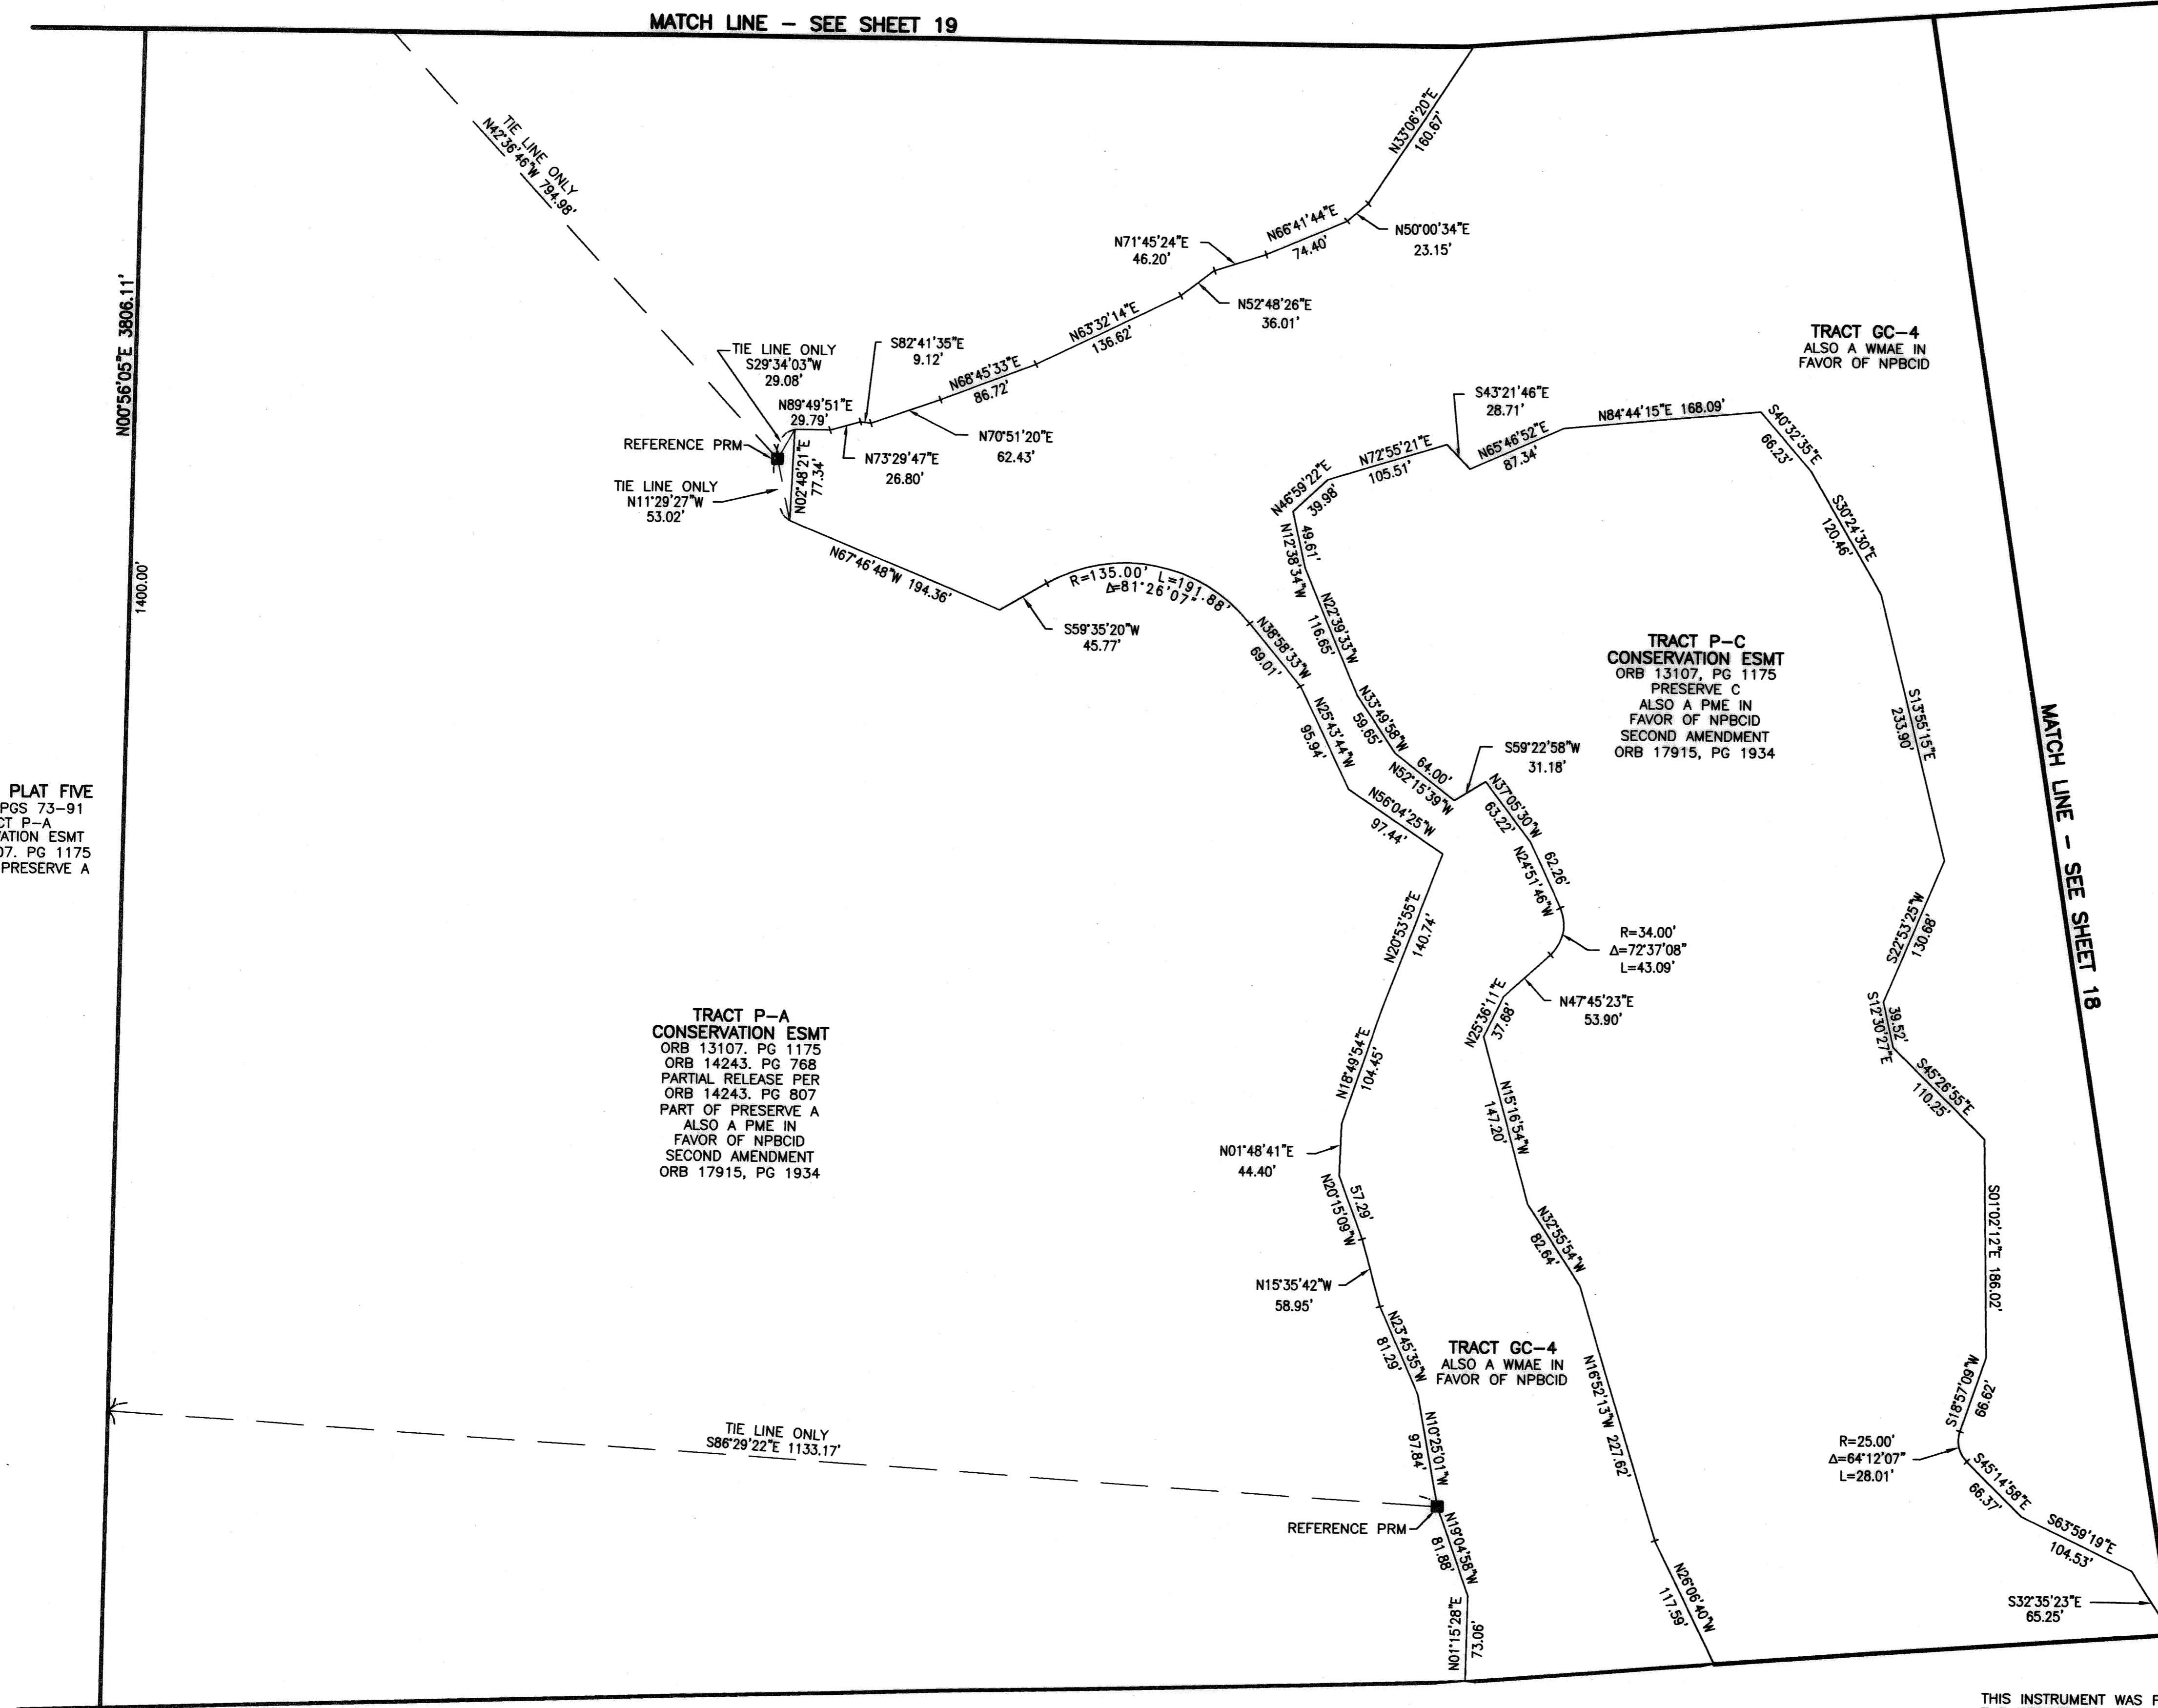 MATCH LINE - SEE SHEET 19
TIE LINE ONLY
N42°36'46"W 794.98'
N33°06'20"E
160.67'
N66°41'44"E
74.40'
N50°00'34"E
23.15'
N71°45'24"E
46.20'
N52°48'26"E
36.01'
N63°32'14"E
136.62'
N68°45'33"E
86.72'
S82°41'35"E
9.12'
TIE LINE ONLY
S29°34'03"W
29.08'
N89°49'51"E
29.79'
REFERENCE PRM
N70°51'20"E
62.43'
N73°29'47"E
26.80'
N02°48'21"E
77.34'
TIE LINE ONLY
N11°29'27"W
53.02'
N00°56'05"E 3806.11'
1400.00'
TRACT GC-4
ALSO A WMAE IN
FAVOR OF NPBCID
S43°21'46"E
28.71'
N84°44'15"E 168.09'
N65°46'52"E
87.34'
N72°55'21"E
105.51'
N46°59'22"E
39.98'
S40°32'35"E
66.23'
S30°24'30"E
120.46'
N12°38'34"W
49.61'
N67°46'48"W 194.36'
R=135.00' L=191.88'
Δ=81°26'07"
S59°35'20"W
45.77'
N38°58'33"W
69.01'
N22°39'33"W
116.65'
N25°43'44"W
95.94'
N33°49'58"W
59.65'
TRACT P-C
CONSERVATION ESMT
ORB 13107, PG 1175
PRESERVE C
ALSO A PME IN
FAVOR OF NPBCID
SECOND AMENDMENT
ORB 17915, PG 1934
S13°55'15"E
233.90'
MATCH LINE - SEE SHEET 18
64.00'
N52°15'39"W
S59°22'58"W
31.18'
N37°05'30"W
63.22'
N56°04'25"W
97.44'
62.26'
N24°51'46"W
PLAT FIVE
PGS 73-91
CT P-A
VATION ESMT
07. PG 1175
PRESERVE A
N20°53'55"E
140.74'
R=34.00'
Δ=72°37'08"
L=43.09'
N47°45'23"E
53.90'
S22°53'25"W
130.68'
N25°36'11"E
37.68'
39.52'
S12°30'27"E
TRACT P-A
CONSERVATION ESMT
ORB 13107. PG 1175
ORB 14243. PG 768
PARTIAL RELEASE PER
ORB 14243. PG 807
PART OF PRESERVE A
ALSO A PME IN
FAVOR OF NPBCID
SECOND AMENDMENT
ORB 17915, PG 1934
N18°49'54"E
104.45'
S45°26'55"E
110.25'
N15°16'54"W
147.20'
N01°48'41"E
44.40'
57.29'
N20°15'09"W
S01°02'12"E 186.02'
N32°55'54"W
82.64'
N15°35'42"W
58.95'
N23°45'35"W
81.29'
TRACT GC-4
ALSO A WMAE IN
FAVOR OF NPBCID
N16°52'13"W 227.62'
S18°57'09"W
66.62'
TIE LINE ONLY
S86°29'22"E 1133.17'
N10°25'01"W
97.84'
R=25.00'
Δ=64°12'07"
L=28.01'
S45°14'58"E
66.37'
REFERENCE PRM
N19°04'58"W
81.88'
S63°59'19"E
104.53'
N26°06'40"W
117.59'
S32°35'23"E
65.25'
N01°15'28"E
73.06'
THIS INSTRUMENT WAS